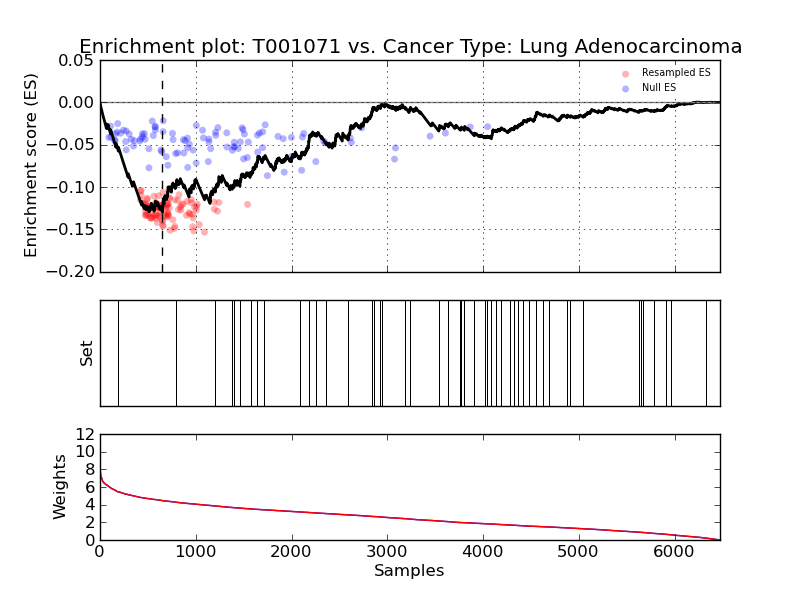 Enrichment plot: T001071 vs. Cancer Type: Lung Adenocarcinoma
Enrichment score (ES)
0.05
0.00
−0.05
−0.10
−0.15
−0.20
Resampled ES
Null ES
Set
Weights
12
10
8
6
4
2
0
0 1000 2000 3000 4000 5000 6000
Samples